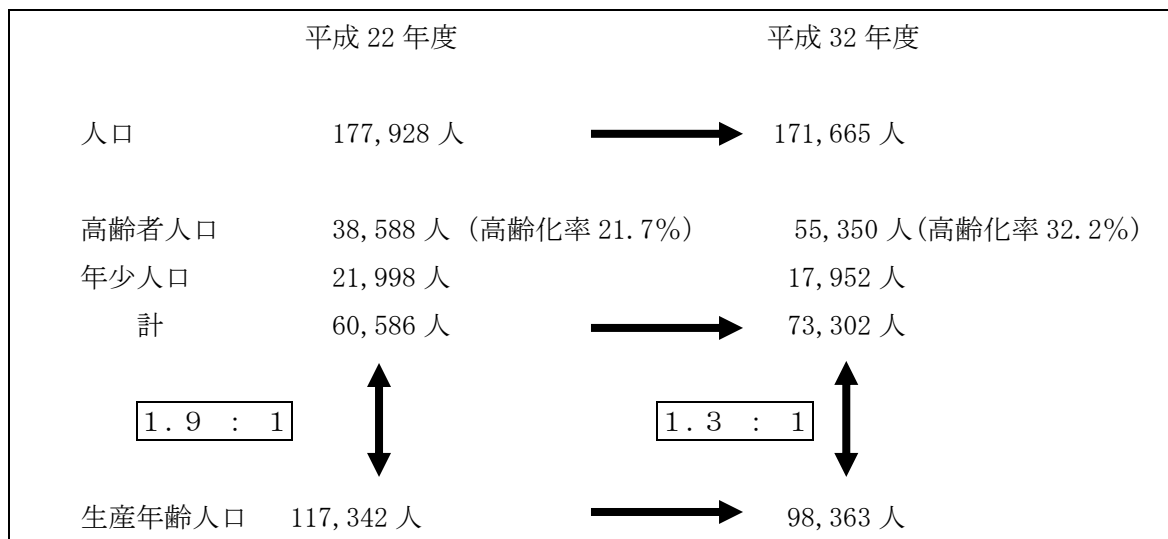 平成 22 年度 平成 32 年度
人口 177,928 人 171,665 人
高齢者人口 38,588 人 (高齢化率 21.7%) 55,350 人(高齢化率 32.2%)
年少人口 21,998 人 17,952 人
計 60,586 人 73,302 人
1.9 : 1 1.3 : 1
生産年齢人口 117,342 人 98,363 人